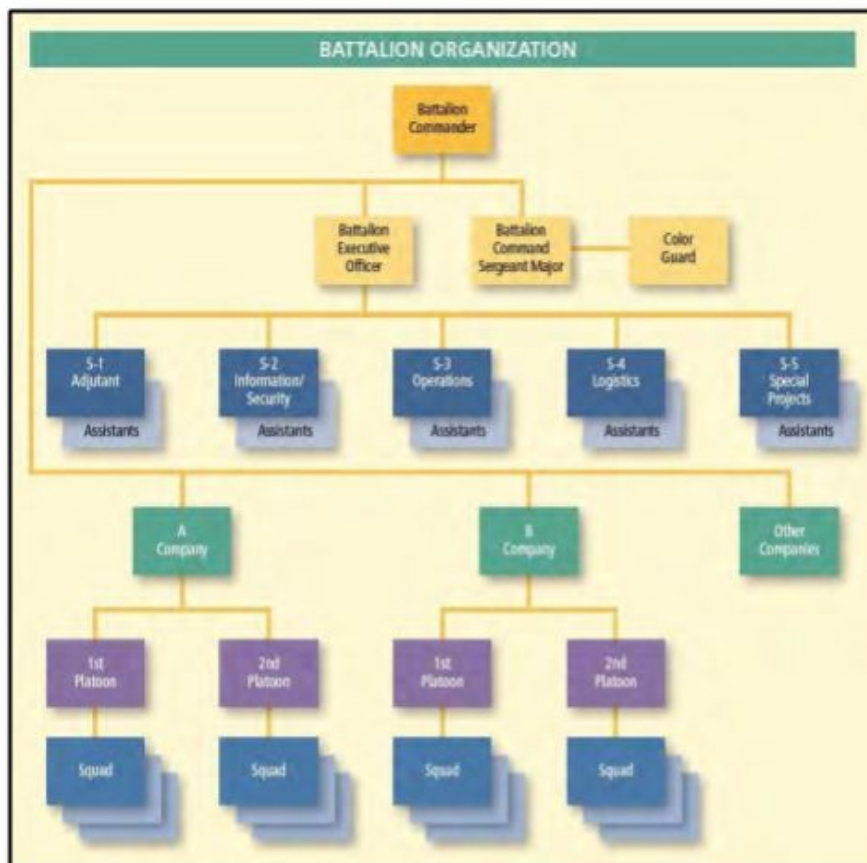 BATTALION ORGANIZATION
Battalion
Commander
Battalion
Executive
Officer
Battalion
Command
Sergeant Major
Color
Guard
S-1
Adjutant
Assistants
S-2
Information/
Security
Assistants
S-3
Operations
Assistants
S-4
Logistics
Assistants
S-5
Special
Projects
Assistants
A
Company
B
Company
Other
Companies
1st
Platoon
2nd
Platoon
1st
Platoon
2nd
Platoon
Squad
Squad
Squad
Squad